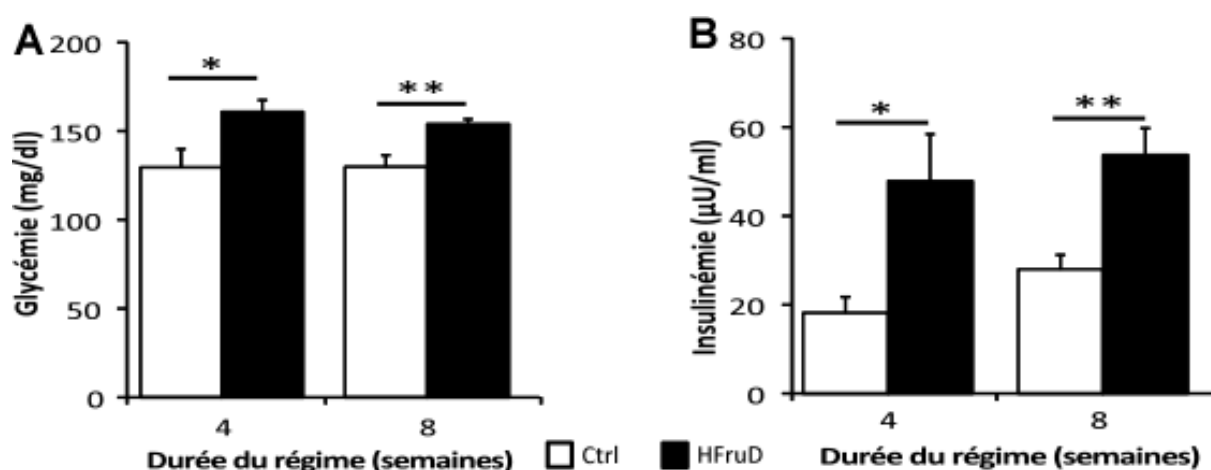 A
Glycémie (mg/dl)
200
150
100
50
0
*
**
4
8
Durée du régime (semaines)
B
Insulinémie (µU/ml)
80
60
40
20
0
*
**
4
8
Durée du régime (semaines)
Ctrl
HFruD